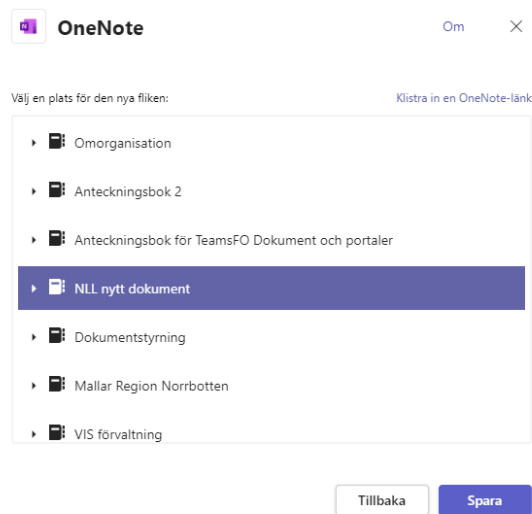 OneNote
Om
Välj en plats för den nya fliken:
Klistra in en OneNote-länk
Omorganisation
Anteckningsbok 2
Anteckningsbok för TeamsFO Dokument och portaler
NLL nytt dokument
Dokumentstyrning
Mallar Region Norrbotten
VIS förvaltning
Tillbaka
Spara